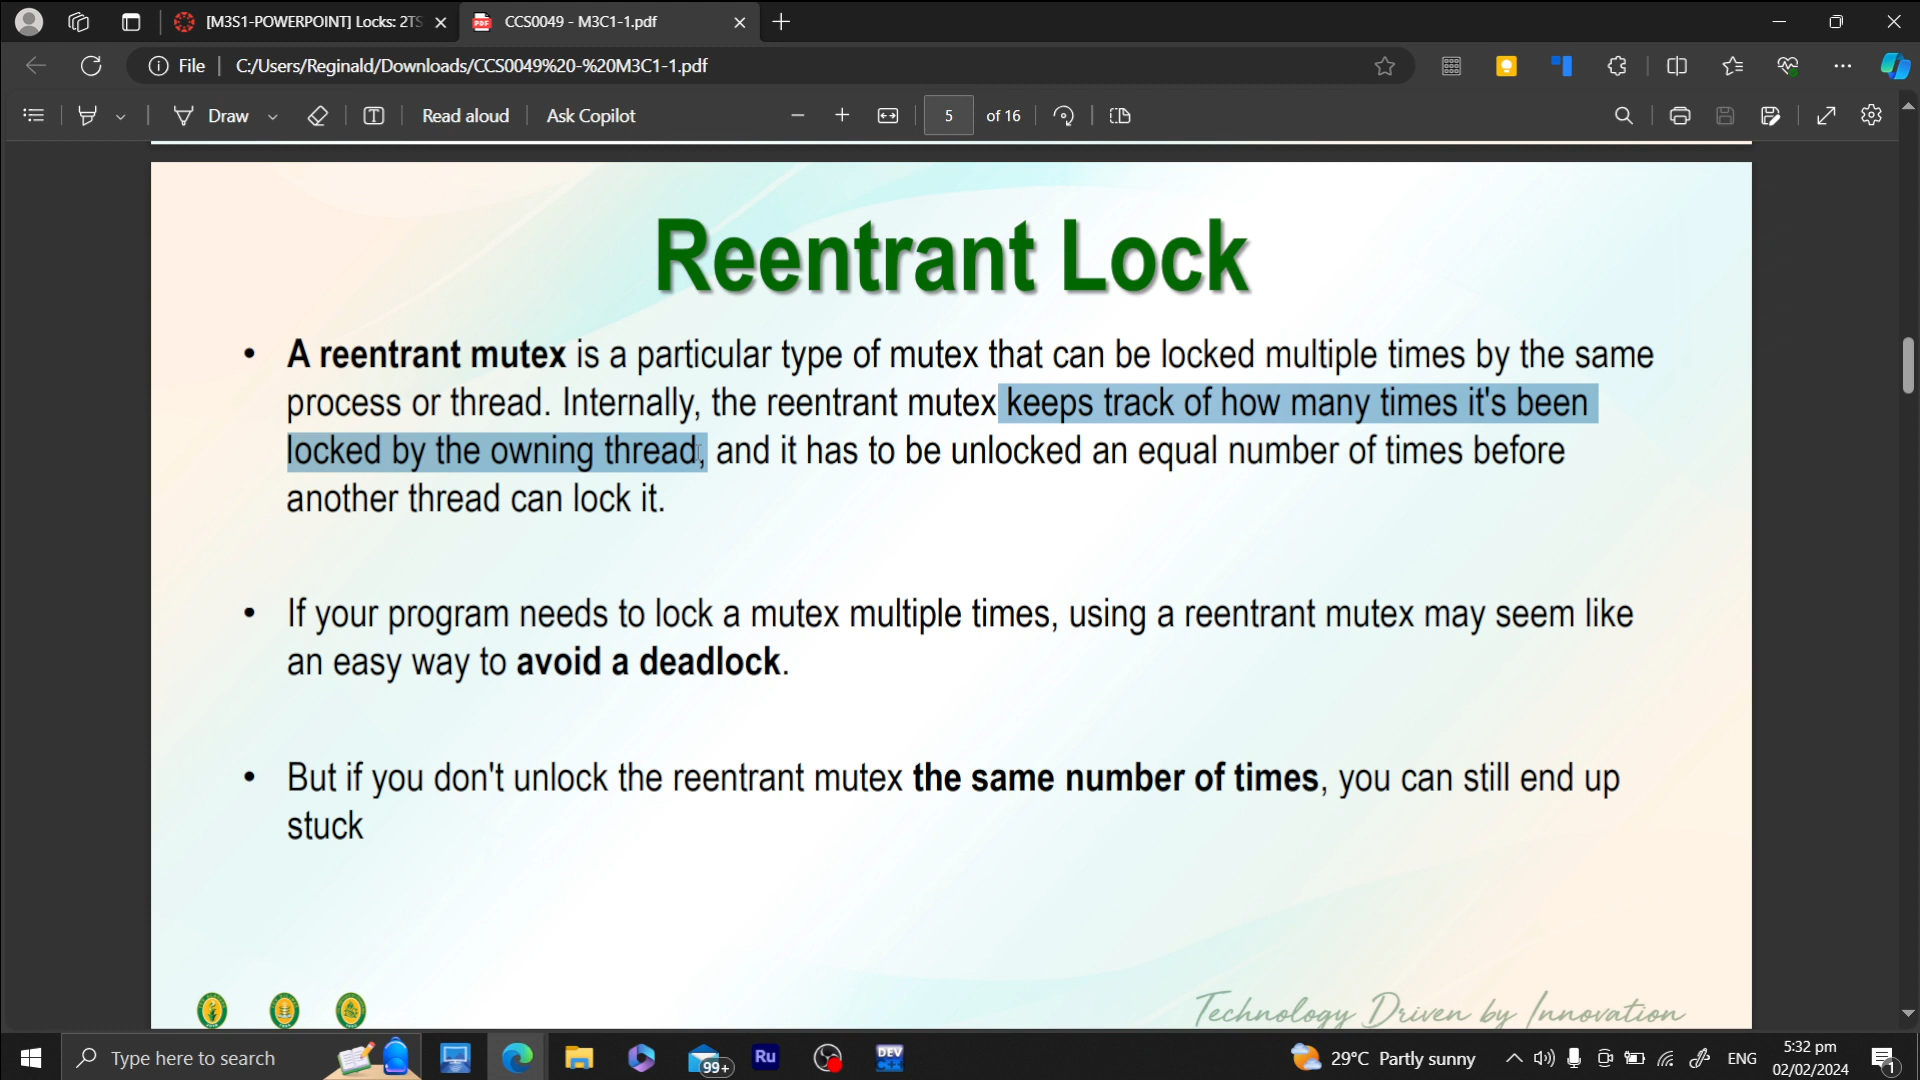 [M3S1-POWERPOINT] Locks: 2TS
CCS0049 - M3C1-1.pdf
File
C:/Users/Reginald/Downloads/CCS0049%20-%20M3C1-1.pdf
Draw
Read aloud
Ask Copilot
5
of 16
Reentrant Lock
• A reentrant mutex is a particular type of mutex that can be locked multiple times by the same
process or thread. Internally, the reentrant mutex keeps track of how many times it's been
locked by the owning thread, and it has to be unlocked an equal number of times before
another thread can lock it.
• If your program needs to lock a mutex multiple times, using a reentrant mutex may seem like
an easy way to avoid a deadlock.
• But if you don't unlock the reentrant mutex the same number of times, you can still end up
stuck
Technology Driven by Innovation
Type here to search
99+
Ru
DEV
C++
29°C Partly sunny
ENG
5:32 pm
02/02/2024
1